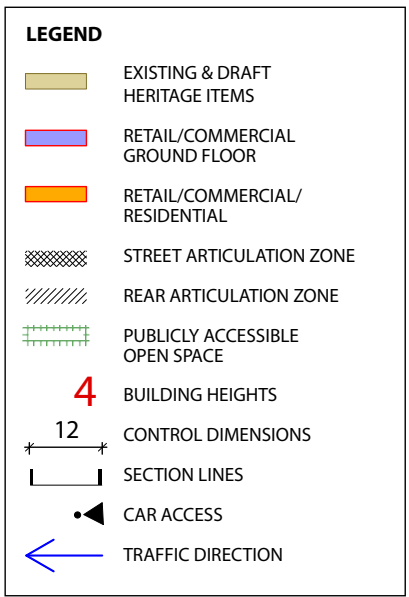 LEGEND
EXISTING & DRAFT
HERITAGE ITEMS
RETAIL/COMMERCIAL
GROUND FLOOR
RETAIL/COMMERCIAL/
RESIDENTIAL
STREET ARTICULATION ZONE
REAR ARTICULATION ZONE
PUBLICLY ACCESSIBLE
OPEN SPACE
4 BUILDING HEIGHTS
12 CONTROL DIMENSIONS
SECTION LINES
CAR ACCESS
TRAFFIC DIRECTION